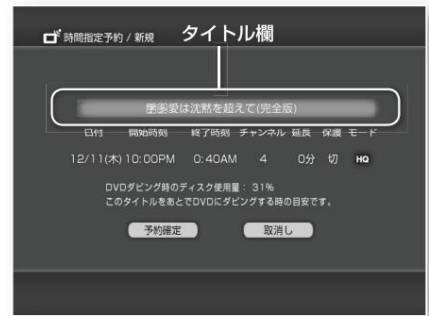 時間指定予約 / 新規
タイトル欄
愛は沈黙を超えて(完全版)
日付 開始時刻 終了時刻 チャンネル 延長 保護 モード
12/11(木) 10:00PM 0:40AM 4 0分 切 HQ
DVDダビング時のディスク使用量: 31%
このタイトルをあとでDVDにダビングする時の目安です。
予約確定 取消し